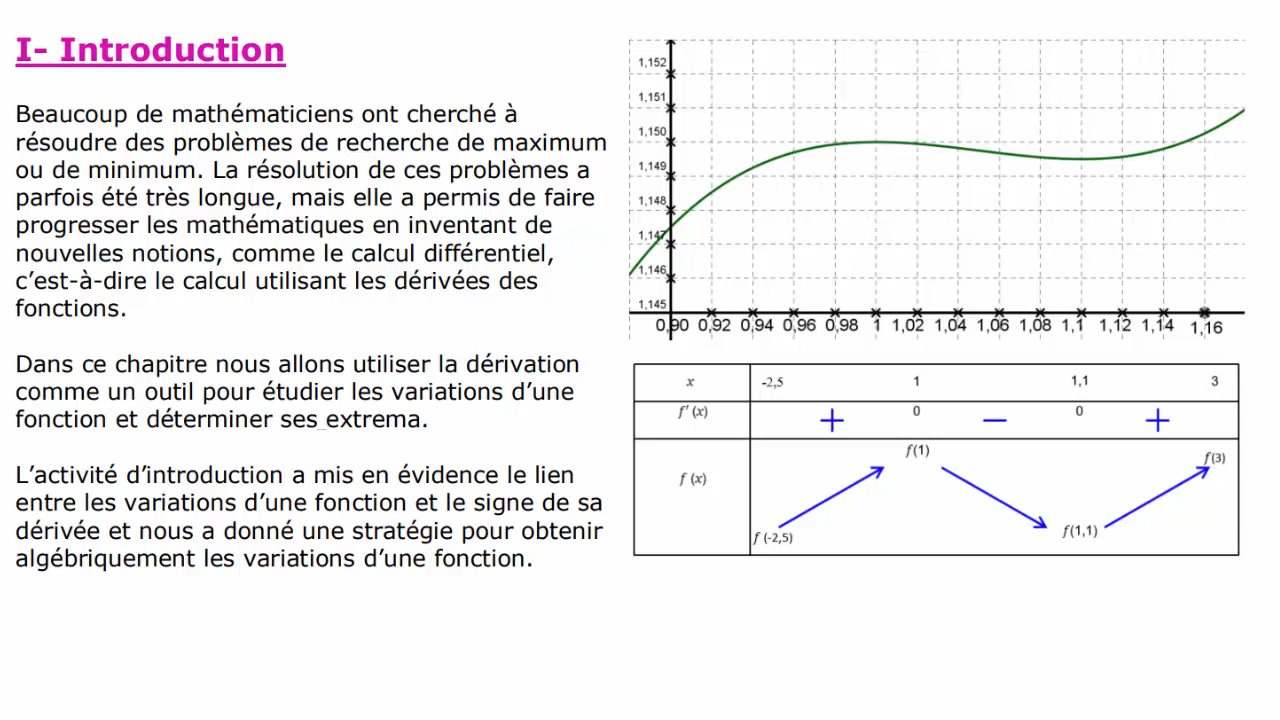 I- Introduction
Beaucoup de mathématiciens ont cherché à
résoudre des problèmes de recherche de maximum
ou de minimum. La résolution de ces problèmes a
parfois été très longue, mais elle a permis de faire
progresser les mathématiques en inventant de
nouvelles notions, comme le calcul différentiel,
c’est-à-dire le calcul utilisant les dérivées des
fonctions.
Dans ce chapitre nous allons utiliser la dérivation
comme un outil pour étudier les variations d’une
fonction et déterminer ses extrema.
L’activité d’introduction a mis en évidence le lien
entre les variations d’une fonction et le signe de sa
dérivée et nous a donné une stratégie pour obtenir
algébriquement les variations d’une fonction.
1,152
1,151
1,150
1,149
1,148
1,147
1,146
1,145
0,90 0,92 0,94 0,96 0,98 1 1,02 1,04 1,06 1,08 1,1 1,12 1,14 1,16
x -2,5 1 1,1 3
f′ (x) + 0 − 0 +
f(1) f(3)
f (x)
f (-2,5) f(1,1)